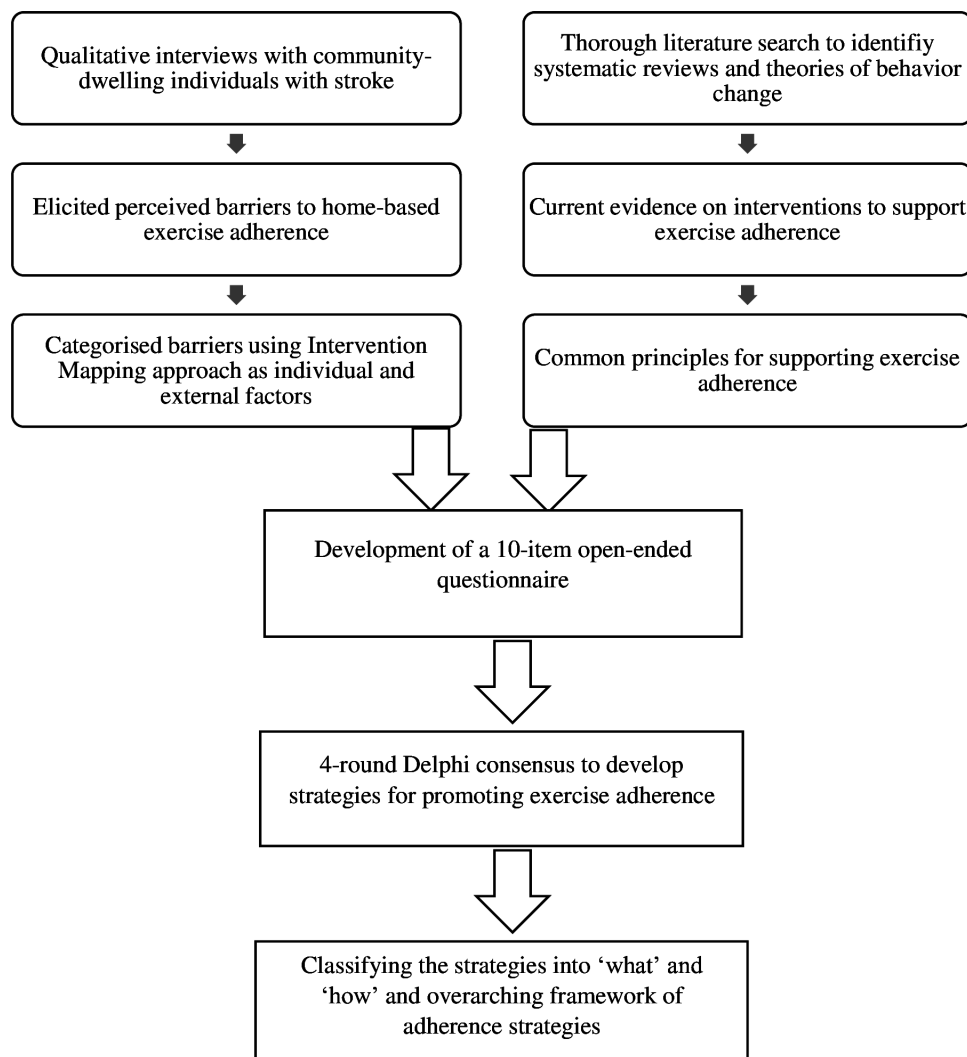 Qualitative interviews with community-
dwelling individuals with stroke
Thorough literature search to identifiy
systematic reviews and theories of behavior
change
Elicited perceived barriers to home-based
exercise adherence
Current evidence on interventions to support
exercise adherence
Categorised barriers using Intervention
Mapping approach as individual and
external factors
Common principles for supporting exercise
adherence
Development of a 10-item open-ended
questionnaire
4-round Delphi consensus to develop
strategies for promoting exercise adherence
Classifying the strategies into ‘what’ and
‘how’ and overarching framework of
adherence strategies